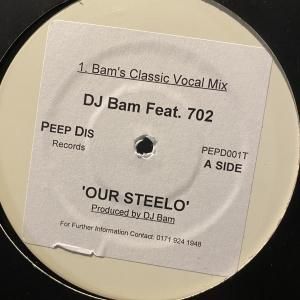 1. Bam's Classic Vocal Mix
DJ Bam Feat. 702
PEEP DIS
Records
PEPD001T
A SIDE
'OUR STEELO'
Produced by DJ Bam
For Further Information Contact: 0171 924 1948